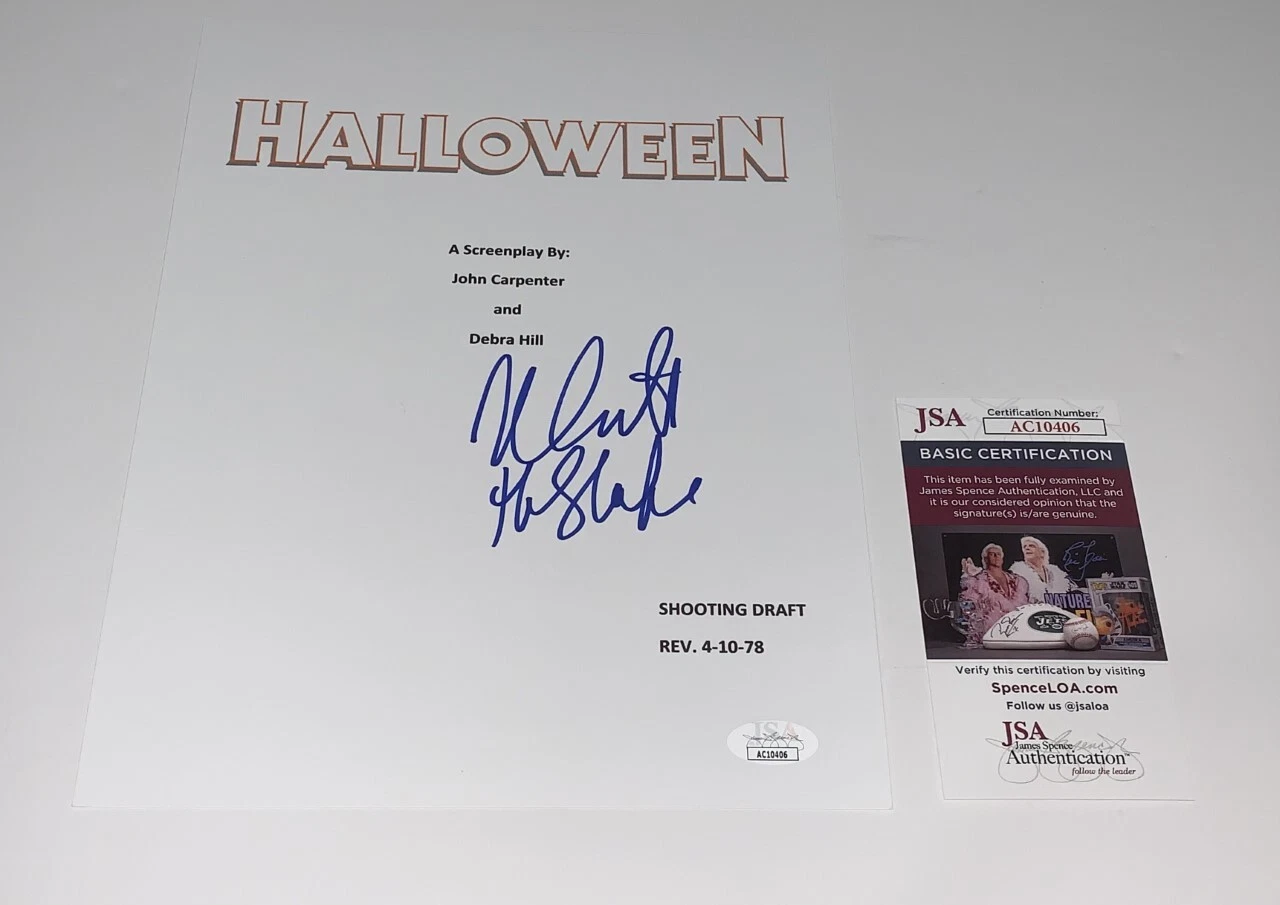 HALLOWEEN
A Screenplay By:
John Carpenter
and
Debra Hill
SHOOTING DRAFT
REV. 4-10-78
JSA
AC10406
JSA
Certification Number:
AC10406
BASIC CERTIFICATION
This item has been fully examined by
James Spence Authentication, LLC and
it is our considered opinion that the
signature(s) is/are genuine.
NATURE
JETS
Verify this certification by visiting
SpenceLOA.com
Follow us @jsaloa
JSA
James Spence
Authentication™
follow the leader